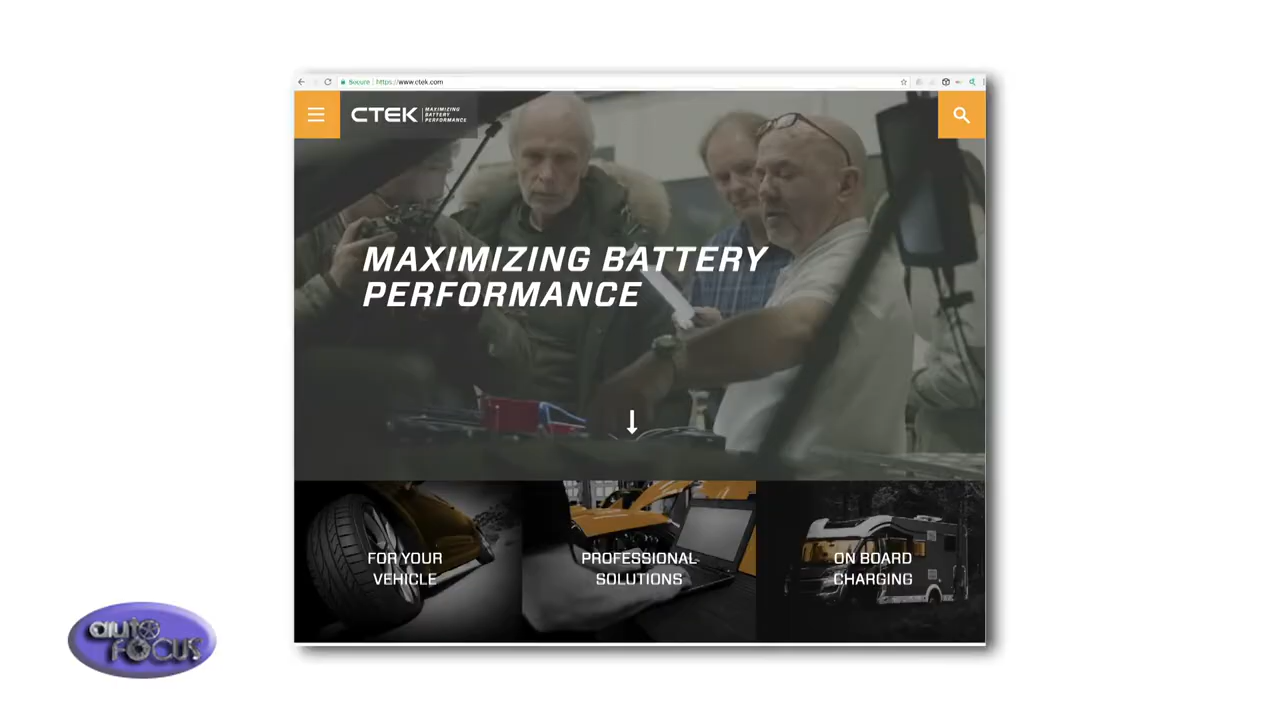 Secure https://www.ctek.com
CTEK MAXIMIZING
BATTERY
PERFORMANCE
MAXIMIZING BATTERY
PERFORMANCE
FOR YOUR
VEHICLE
PROFESSIONAL
SOLUTIONS
ON BOARD
CHARGING
auto
FOCUS